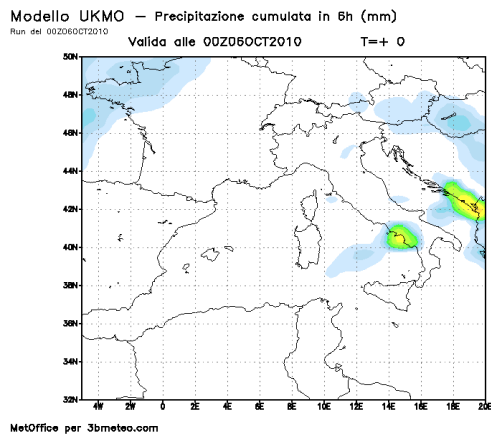 Modello UKMO – Precipitazione cumulata in 6h (mm)
Run del 00Z06OCT2010
Valida alle 00Z06OCT2010 T=+ 0
50N
48N
46N
44N
42N
40N
38N
36N
34N
32N
4W 2W 0 2E 4E 6E 8E 10E 12E 14E 16E 18E 20E
MetOffice per 3bmeteo.com